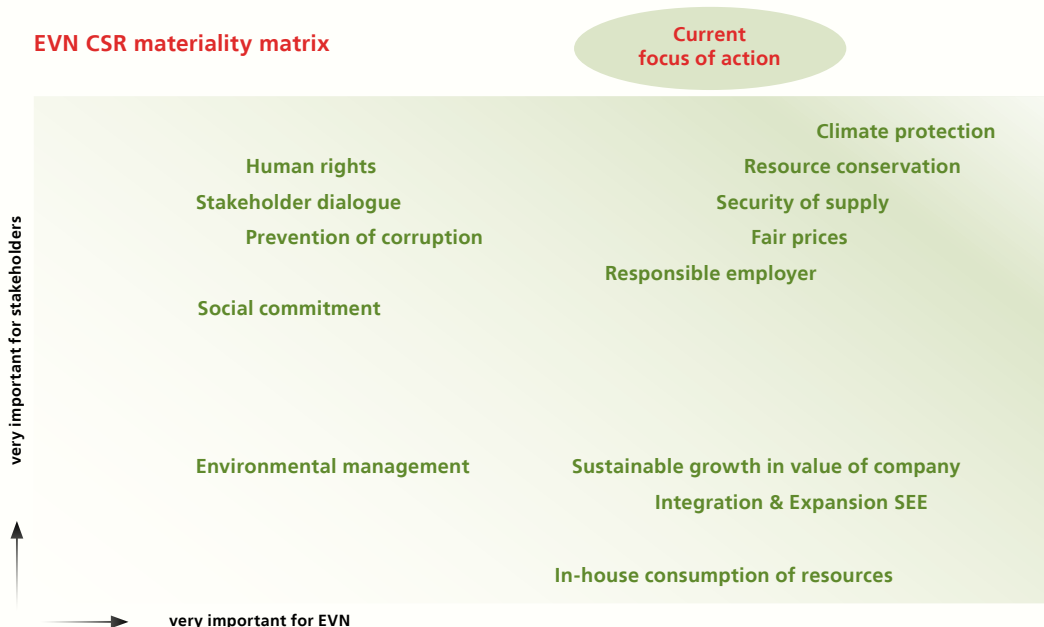 EVN CSR materiality matrix
Current
focus of action
Climate protection
Human rights
Resource conservation
Stakeholder dialogue
Security of supply
Prevention of corruption
Fair prices
Responsible employer
Social commitment
Environmental management
Sustainable growth in value of company
Integration & Expansion SEE
In-house consumption of resources
very important for stakeholders
very important for EVN